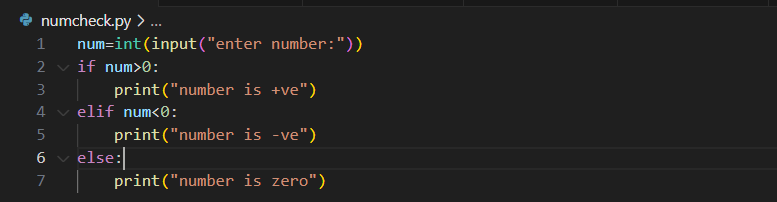 numcheck.py > ...
1 num=int(input("enter number:"))
2 if num>0:
3     print("number is +ve")
4 elif num<0:
5     print("number is -ve")
6 else:
7     print("number is zero")